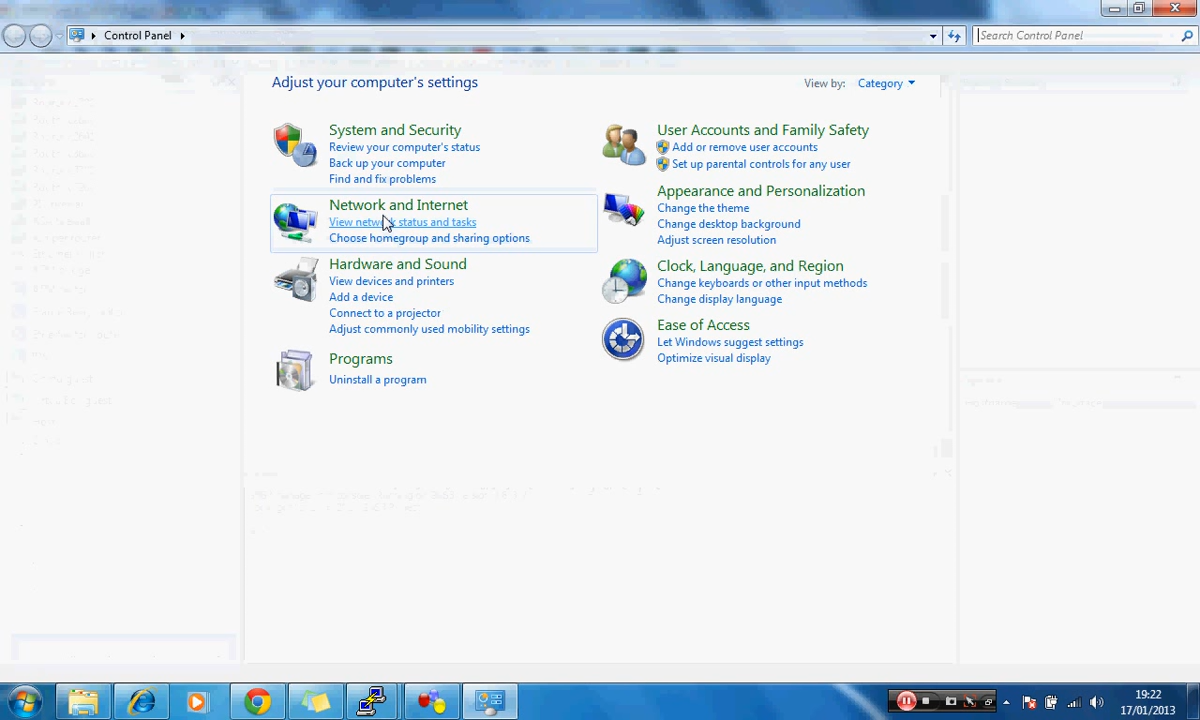 Control Panel
Search Control Panel
Adjust your computer's settings
View by: Category
System and Security
Review your computer's status
Back up your computer
Find and fix problems
Network and Internet
View network status and tasks
Choose homegroup and sharing options
Hardware and Sound
View devices and printers
Add a device
Connect to a projector
Adjust commonly used mobility settings
Programs
Uninstall a program
User Accounts and Family Safety
Add or remove user accounts
Set up parental controls for any user
Appearance and Personalization
Change the theme
Change desktop background
Adjust screen resolution
Clock, Language, and Region
Change keyboards or other input methods
Change display language
Ease of Access
Let Windows suggest settings
Optimize visual display
19:22
17/01/2013